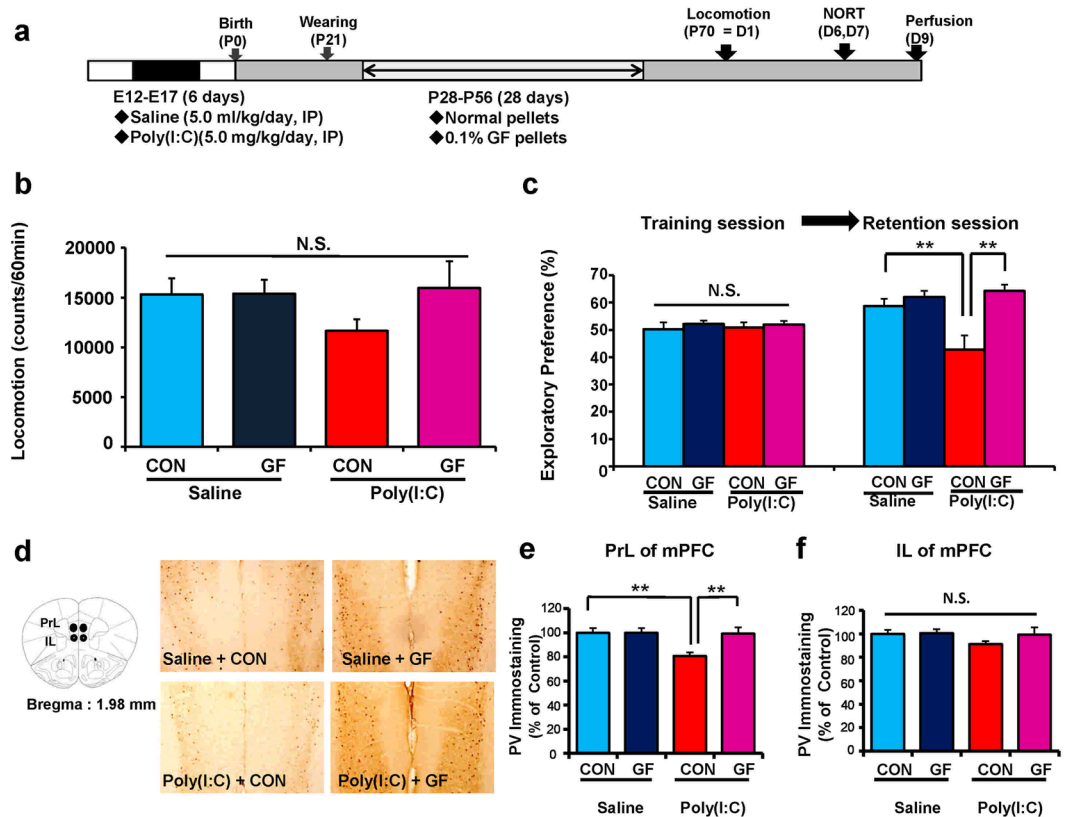 a
Birth
(P0)
Wearing
(P21)
Locomotion
(P70 = D1)
NORT
(D6,D7)
Perfusion
(D9)
E12-E17 (6 days)
◆Saline (5.0 ml/kg/day, IP)
◆Poly(I:C)(5.0 mg/kg/day, IP)
P28-P56 (28 days)
◆Normal pellets
◆0.1% GF pellets
b
Locomotion (counts/60min)
20000
15000
10000
5000
0
N.S.
CON
GF
CON
GF
Saline
Poly(I:C)
c
Training session
Retention session
Exploratory Preference (%)
70
60
50
40
30
20
10
0
N.S.
**
**
CON GF
CON GF
CON GF
CON GF
Saline
Poly(I:C)
Saline
Poly(I:C)
d
PrL
IL
Bregma : 1.98 mm
Saline + CON
Saline + GF
Poly(I:C) + CON
Poly(I:C) + GF
e
PrL of mPFC
PV Immnostaining
(% of Control)
120
100
80
60
40
20
0
**
**
CON
GF
CON
GF
Saline
Poly(I:C)
f
IL of mPFC
PV Immnostaining
(% of Control)
120
100
80
60
40
120
100
N.S.
CON
GF
CON
GF
Saline
Poly(I:C)